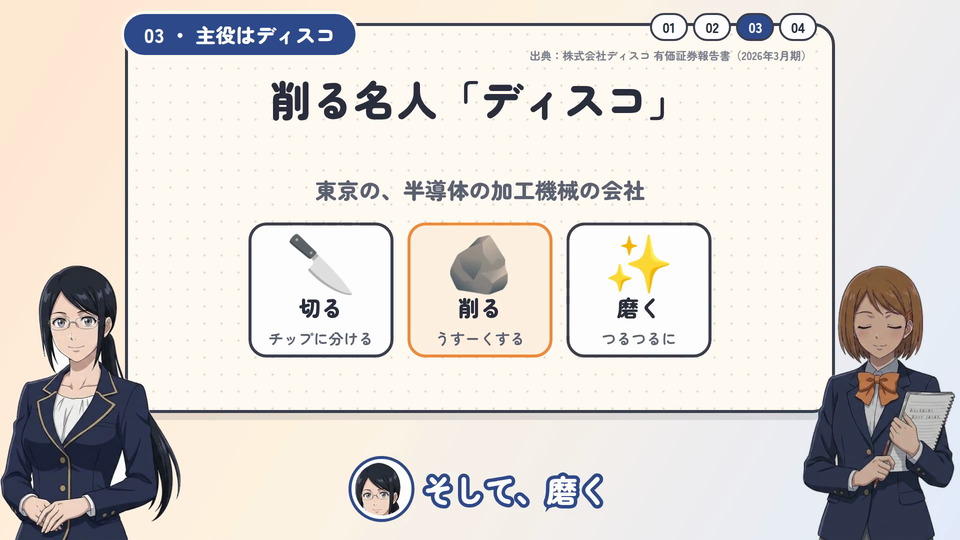 03 ・ 主役はディスコ
01 02 03 04
出典：株式会社ディスコ 有価証券報告書（2026年3月期）
削る名人「ディスコ」
東京の、半導体の加工機械の会社
切る
チップに分ける
削る
うすーくする
磨く
つるつるに
そして、磨く